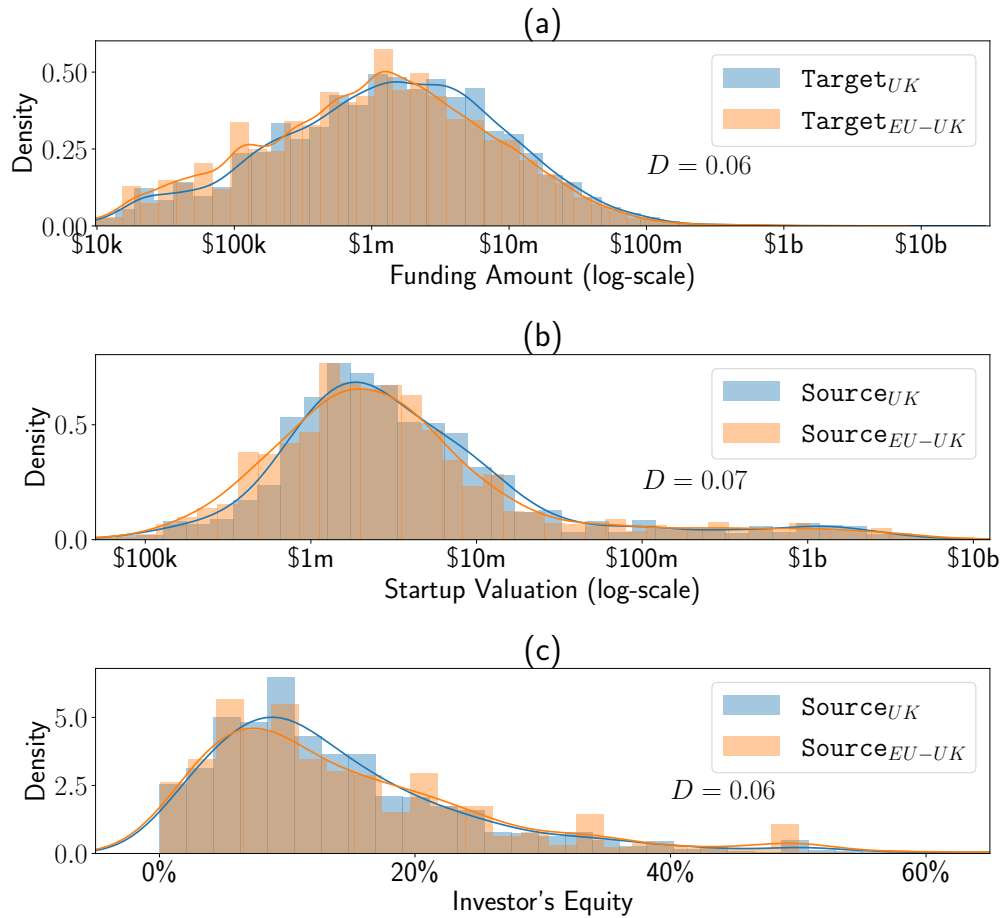 (a)
Density
0.50
0.25
0.00
Target_UK
Target_EU−UK
D = 0.06
$10k $100k $1m $10m $100m $1b $10b
Funding Amount (log-scale)
(b)
Density
0.5
0.0
Source_UK
Source_EU−UK
D = 0.07
$100k $1m $10m $100m $1b $10b
Startup Valuation (log-scale)
(c)
Density
5.0
2.5
0.0
Source_UK
Source_EU−UK
D = 0.06
0% 20% 40% 60%
Investor's Equity